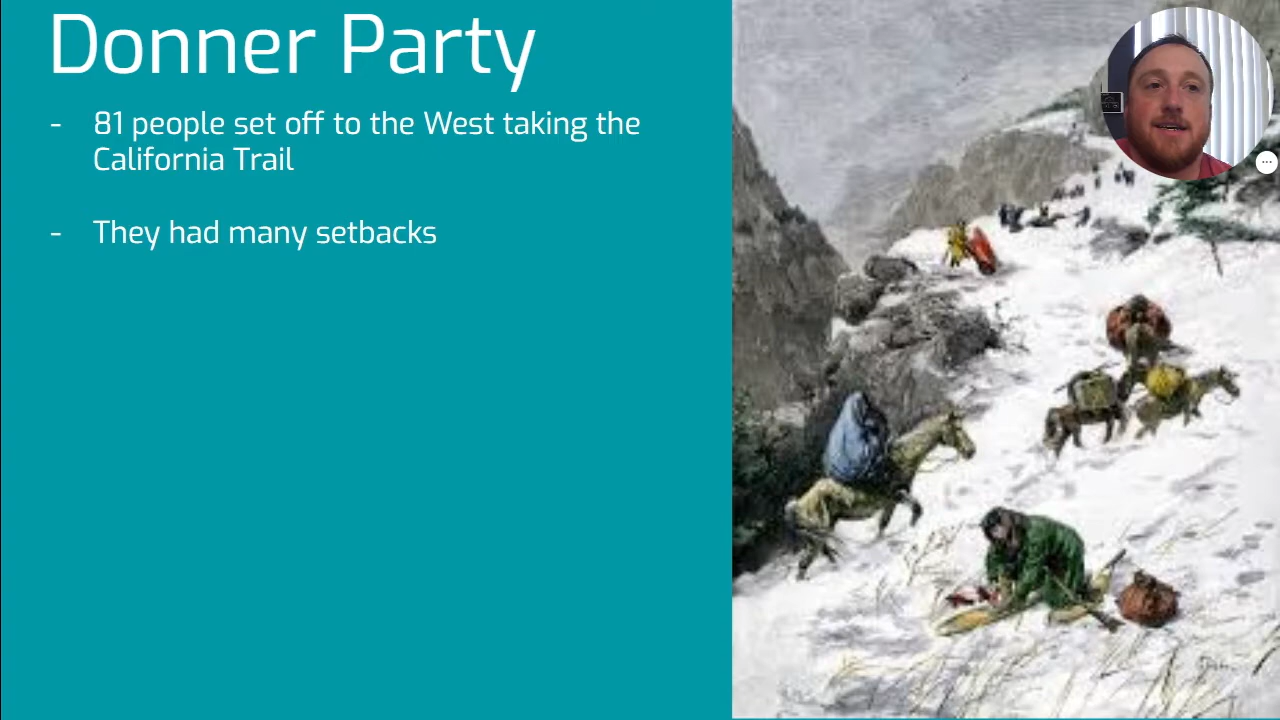 Donner Party
- 81 people set off to the West taking the
California Trail
- They had many setbacks